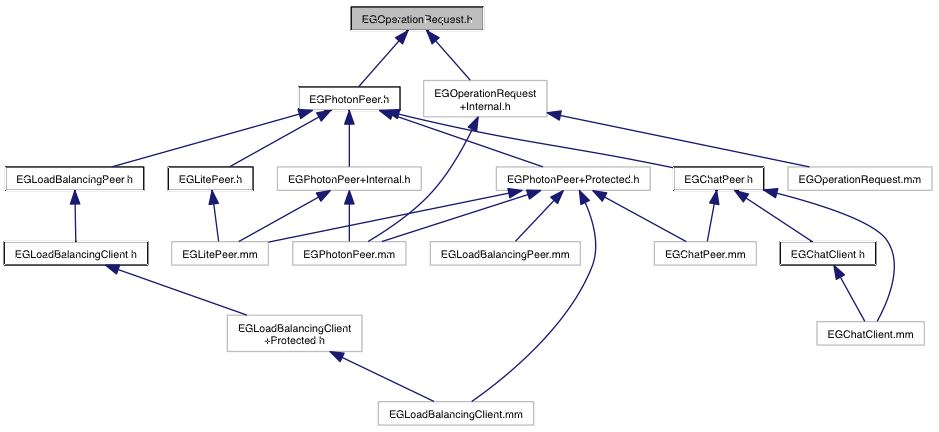 EGOperationRequest.h
EGPhotonPeer.h
EGOperationRequest
+Internal.h
EGLoadBalancingPeer.h
EGLitePeer.h
EGPhotonPeer+Internal.h
EGPhotonPeer+Protected.h
EGChatPeer.h
EGOperationRequest.mm
EGLoadBalancingClient.h
EGLitePeer.mm
EGPhotonPeer.mm
EGLoadBalancingPeer.mm
EGChatPeer.mm
EGChatClient.h
EGLoadBalancingClient
+Protected.h
EGChatClient.mm
EGLoadBalancingClient.mm